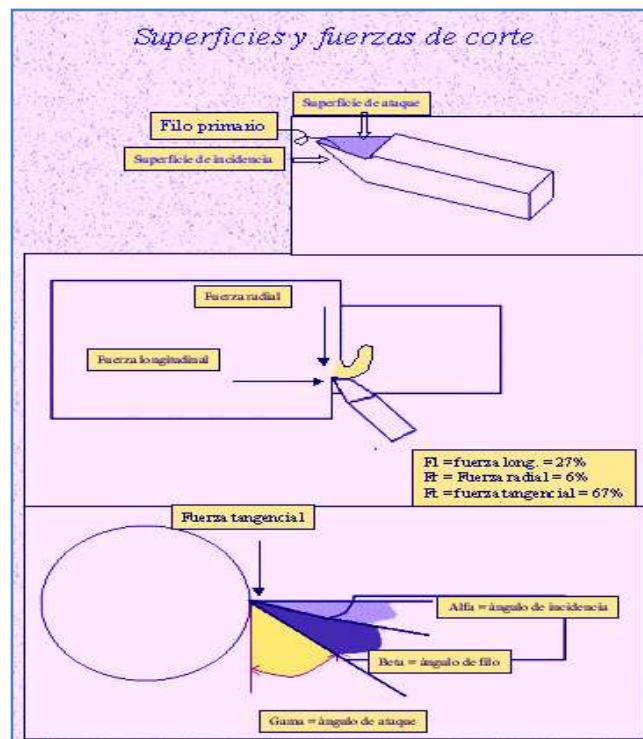 Superficies y fuerzas de corte
Superficie de ataque
Filo primario
Superficie de incidencia
Fuerza radial
Fuerza longitudinal
Fl = fuerza long. = 27%
Fr = Fuerza radial = 6%
Ft = fuerza tangencial = 67%
Fuerza tangencial
Alfa = ángulo de incidencia
Beta = ángulo de filo
Gama = ángulo de ataque